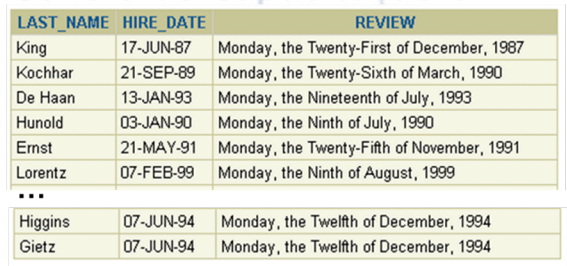 LAST_NAME HIRE_DATE REVIEW
King 17-JUN-87 Monday, the Twenty-First of December, 1987
Kochhar 21-SEP-89 Monday, the Twenty-Sixth of March, 1990
De Haan 13-JAN-93 Monday, the Nineteenth of July, 1993
Hunold 03-JAN-90 Monday, the Ninth of July, 1990
Ernst 21-MAY-91 Monday, the Twenty-Fifth of November, 1991
Lorentz 07-FEB-99 Monday, the Ninth of August, 1999
...
Higgins 07-JUN-94 Monday, the Twelfth of December, 1994
Gietz 07-JUN-94 Monday, the Twelfth of December, 1994